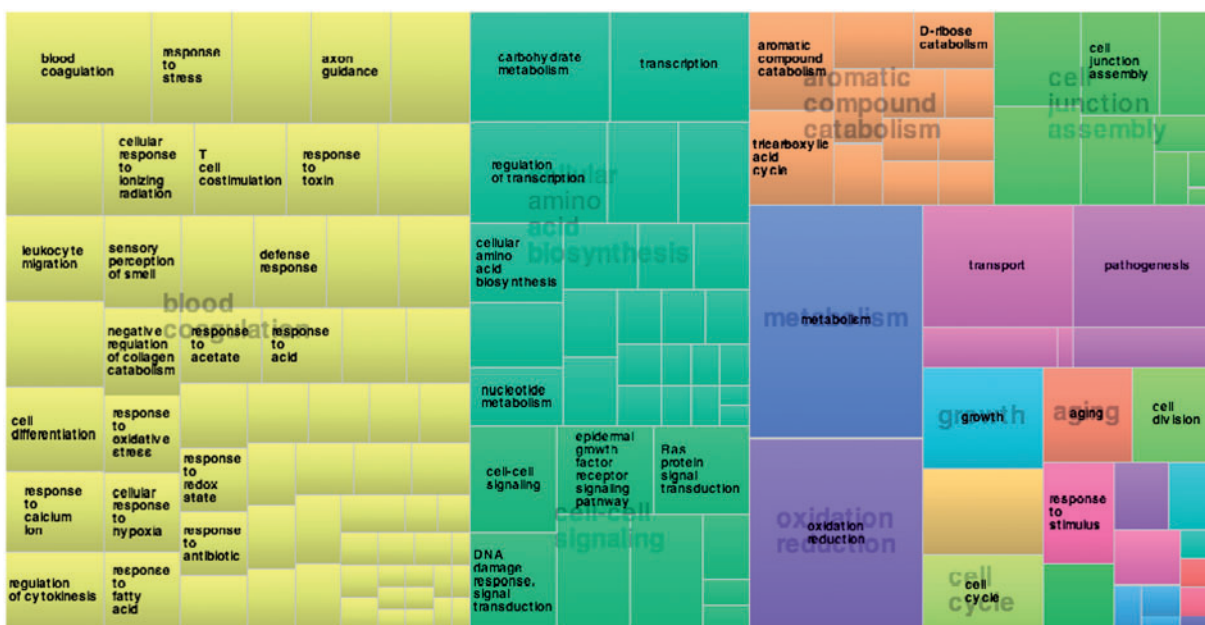 blood
coagulation
response
to
stress
axon
guidance
cellular
response
to
ionizing
radiation
T
cell
costimulation
response
to
toxin
leukocyte
migration
sensory
perception
of smell
defense
response
blood
coagulation
negative
regulation
of collagen
catabolism
response
to
acetate
response
to
acid
cell
differentiation
response
to
oxidative
stress
response
to
redox
state
response
to
calcium
ion
cellular
response
to
hypoxia
response
to
antibiotic
regulation
of cytokinesis
response
to
fatty
acid
carbohydrate
metabolism
transcription
regulation
of transcription
cellular
amino
acid
biosynthesis
cellular
amino
acid
biosynthesis
nucleotide
metabolism
cell-cell
signaling
epidermal
growth
factor
receptor
signaling
pathway
Ras
protein
signal
transduction
cell-cell
signaling
DNA
damage
response,
signal
transduction
aromatic
compound
catabolism
D-ribose
catabolism
aromatic
compound
catabolism
tricarboxylic
acid
cycle
cell
junction
assembly
cell
junction
assembly
metabolism
metabolism
oxidation
reduction
oxidation
reduction
transport
pathogenesis
growth
growth
aging
aging
cell
division
response
to
stimulus
cell
cycle
cell
cycle